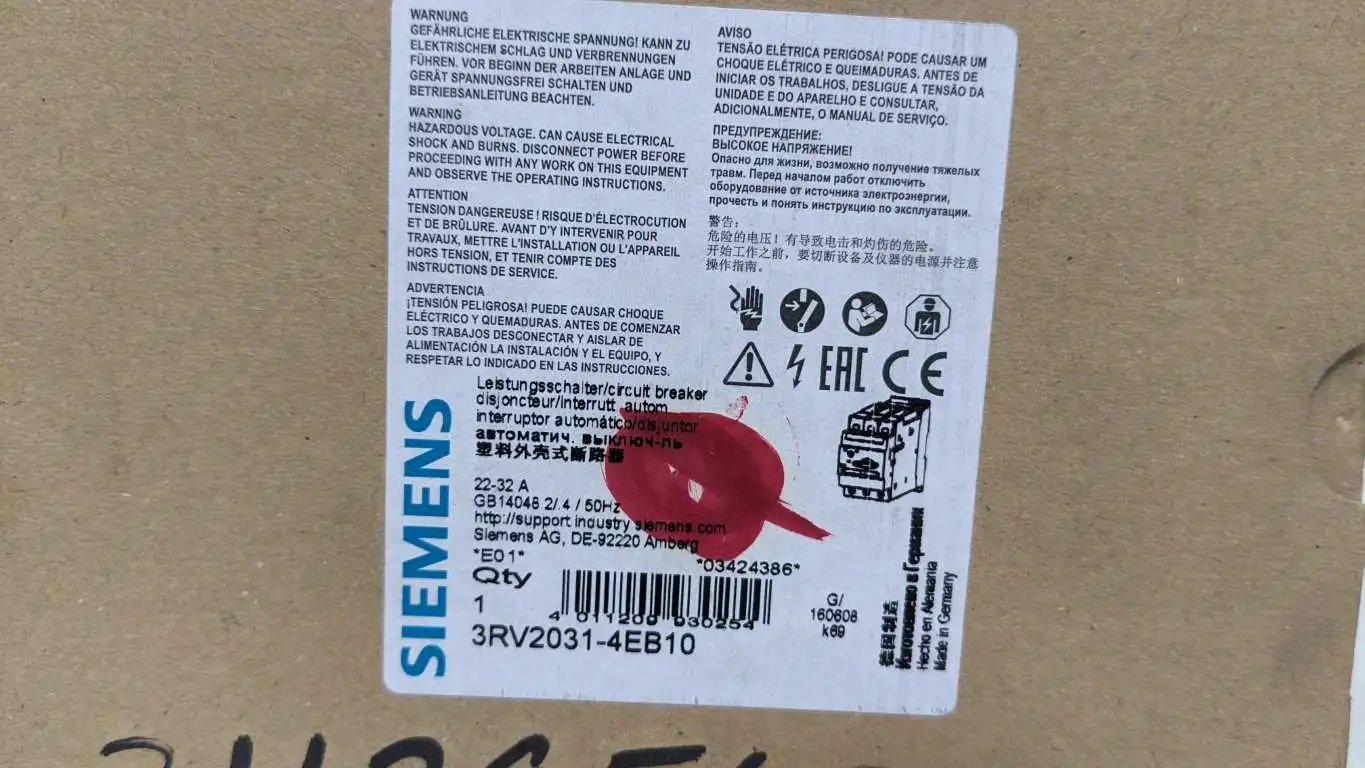 WARNUNG
GEFÄHRLICHE ELEKTRISCHE SPANNUNG! KANN ZU
ELEKTRISCHEM SCHLAG UND VERBRENNUNGEN
FÜHREN. VOR BEGINN DER ARBEITEN ANLAGE UND
GERÄT SPANNUNGSFREI SCHALTEN UND
BETRIEBSANLEITUNG BEACHTEN.
WARNING
HAZARDOUS VOLTAGE. CAN CAUSE ELECTRICAL
SHOCK AND BURNS. DISCONNECT POWER BEFORE
PROCEEDING WITH ANY WORK ON THIS EQUIPMENT
AND OBSERVE THE OPERATING INSTRUCTIONS.
ATTENTION
TENSION DANGEREUSE ! RISQUE D'ÉLECTROCUTION
ET DE BRÛLURE. AVANT D'Y INTERVENIR POUR
TRAVAUX, METTRE L'INSTALLATION OU L'APPAREIL
HORS TENSION, ET TENIR COMPTE DES
INSTRUCTIONS DE SERVICE.
ADVERTENCIA
¡TENSIÓN PELIGROSA! PUEDE CAUSAR CHOQUE
ELÉCTRICO Y QUEMADURAS. ANTES DE COMENZAR
LOS TRABAJOS DESCONECTAR Y AISLAR DE
ALIMENTACIÓN LA INSTALACIÓN Y EL EQUIPO, Y
RESPETAR LO INDICADO EN LAS INSTRUCCIONES.
AVISO
TENSÃO ELÉTRICA PERIGOSA! PODE CAUSAR UM
CHOQUE ELÉTRICO E QUEIMADURAS. ANTES DE
INICIAR OS TRABALHOS, DESLIGUE A TENSÃO DA
UNIDADE E DO APARELHO E CONSULTAR,
ADICIONALMENTE, O MANUAL DE SERVIÇO.
ПРЕДУПРЕЖДЕНИЕ:
ВЫСОКОЕ НАПРЯЖЕНИЕ!
Опасно для жизни, возможно получение тяжелых
травм. Перед началом работ отключить
оборудование от источника электроэнергии,
прочесть и понять инструкцию по эксплуатации.
警告:
危险的电压!有导致电击和灼伤的危险。
开始工作之前,要切断设备及仪器的电源并注意
操作指南。
EAC CE
SIEMENS
Leistungsschalter/circuit breaker
disjoncteur/interrutt. autom.
interruptor automático/disjuntor
автоматич. выключ-ль
塑料外壳式断路器
22-32 A
GB14048.2/.4 / 50Hz
http://support.industry.siemens.com
Siemens AG, DE-92220 Amberg
*E01*
*03424386*
Qty
1
4 011209 930254
3RV2031-4EB10
G/
160608
k69
德国制造
Изготовлено в Германии
Hecho en Alemania
Made in Germany